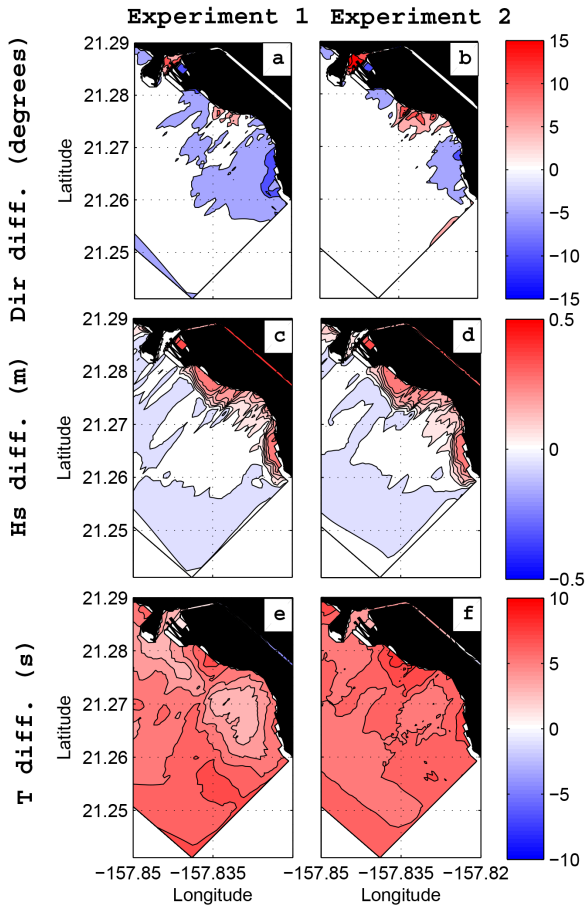 Experiment 1 Experiment 2
Dir diff. (degrees)
Latitude
21.29
21.28
21.27
21.26
21.25
a
b
15
10
5
0
−5
−10
−15
Hs diff. (m)
Latitude
21.29
21.28
21.27
21.26
21.25
c
d
0.5
0
−0.5
T diff. (s)
Latitude
21.29
21.28
21.27
21.26
21.25
e
f
10
5
0
−5
−10
−157.85 −157.835 −157.85 −157.835 −157.82
Longitude Longitude